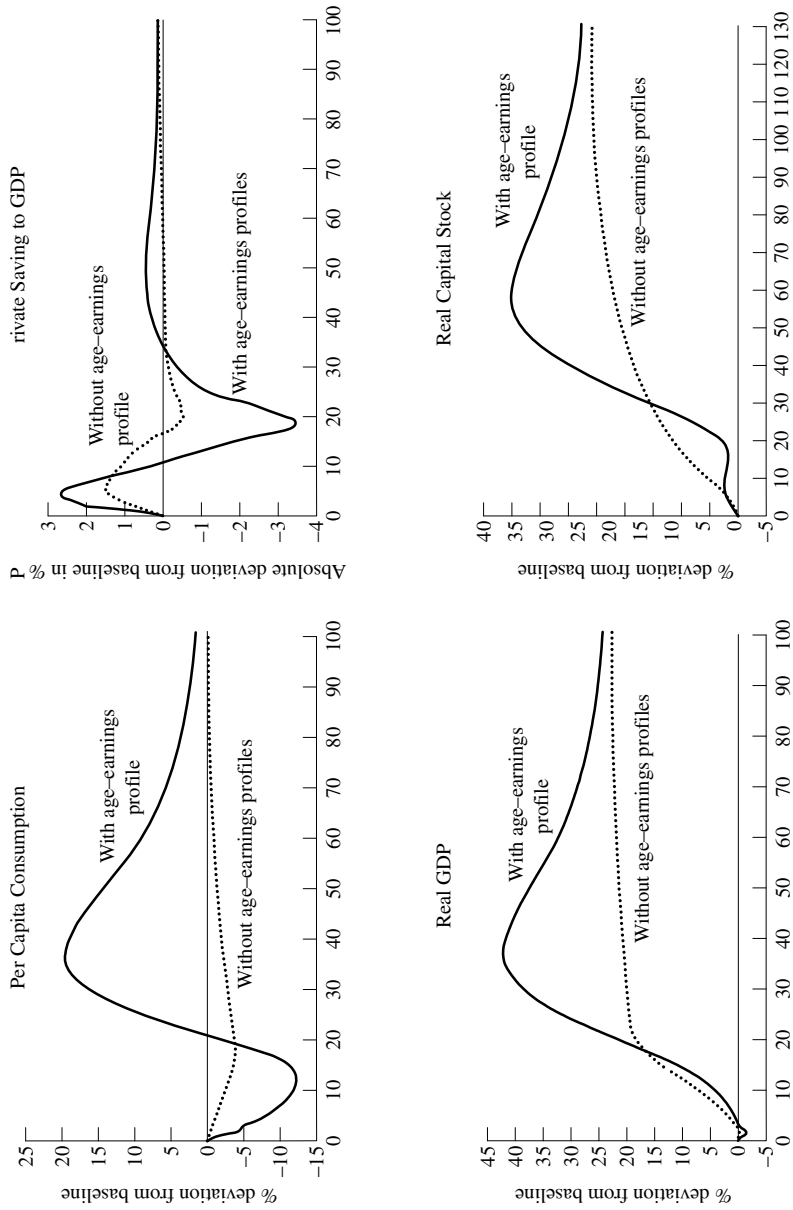 Per Capita Consumption
% deviation from baseline
25
20
15
10
5
0
−5
−10
−15
With age−earnings
profile
Without age−earnings profiles
0 10 20 30 40 50 60 70 80 90 100
rivate Saving to GDP
P
Absolute deviation from baseline in %
3
2
1
0
−1
−2
−3
−4
Without age−earnings
profile
With age−earnings profiles
0 10 20 30 40 50 60 70 80 90 100
Real GDP
% deviation from baseline
45
40
35
30
25
20
15
10
5
0
−5
With age−earnings
profile
Without age−earnings profiles
0 10 20 30 40 50 60 70 80 90 100
Real Capital Stock
% deviation from baseline
40
35
30
25
20
15
10
5
0
−5
With age−earnings
profile
Without age−earnings profiles
0 10 20 30 40 50 60 70 80 90 100 110 120 130